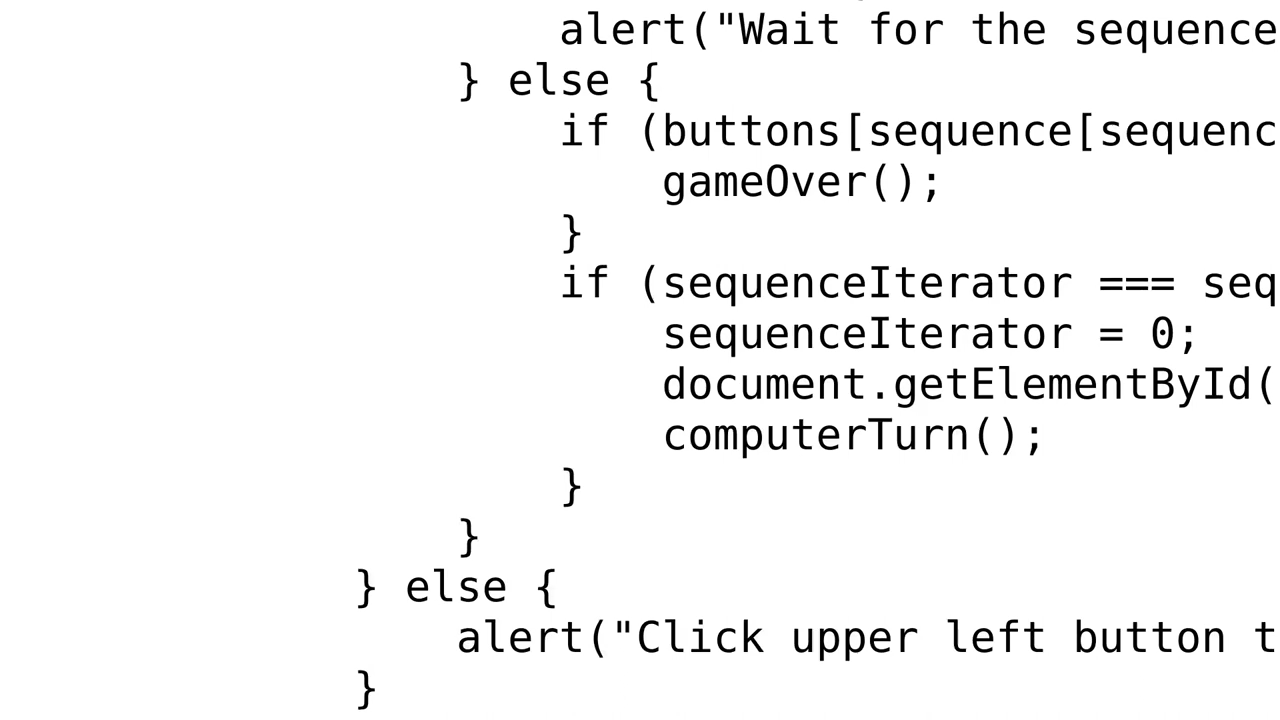 alert("Wait for the sequence
} else {
if (buttons[sequence[sequenc
gameOver();
}
if (sequenceIterator === seq
sequenceIterator = 0;
document.getElementById(
computerTurn();
}
}
} else {
alert("Click upper left button t
}